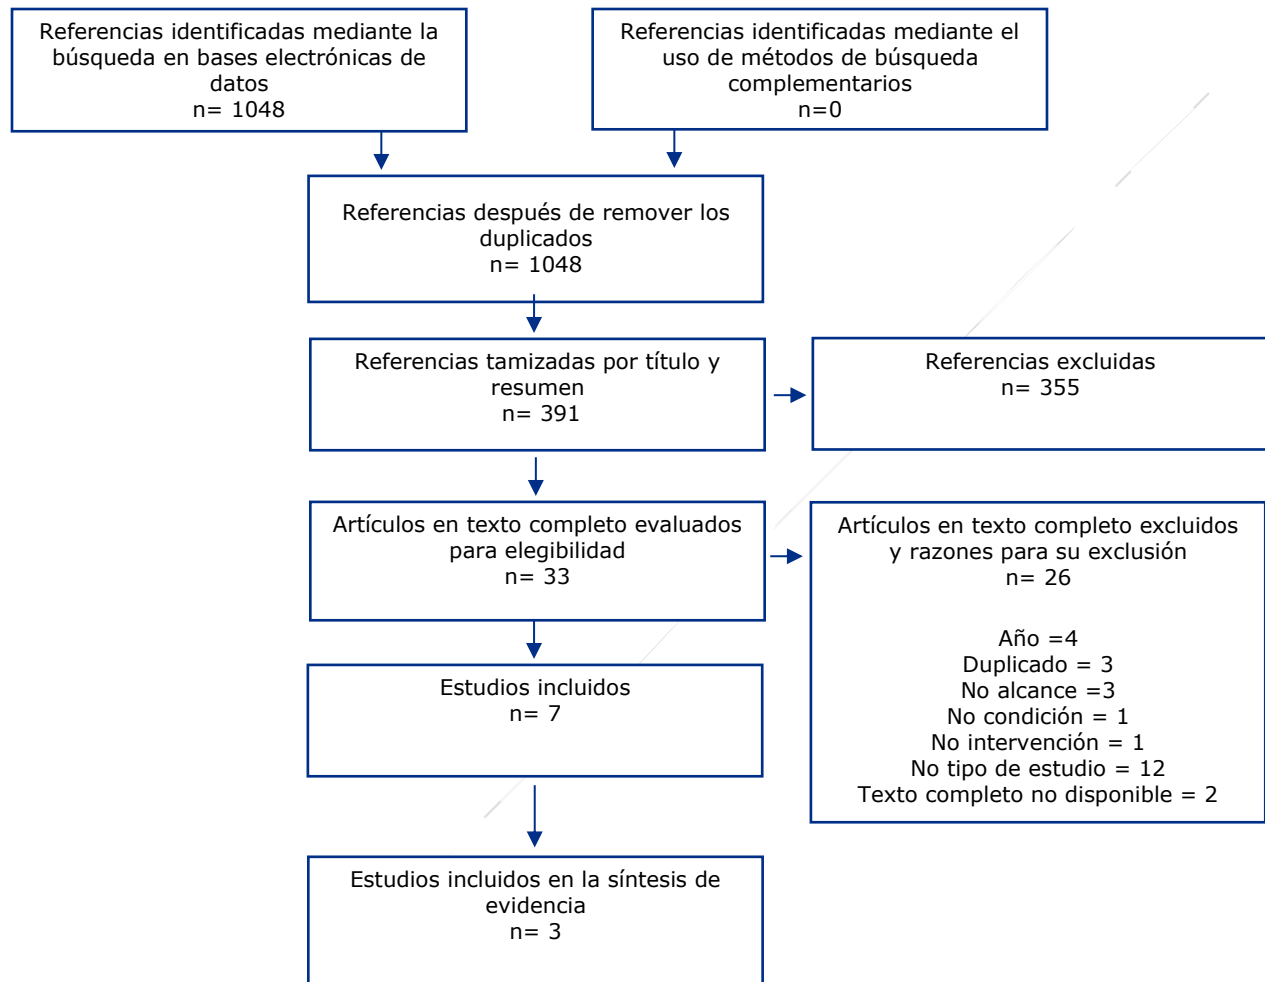 Referencias identificadas mediante la
búsqueda en bases electrónicas de
datos
n= 1048
Referencias identificadas mediante el
uso de métodos de búsqueda
complementarios
n=0
Referencias después de remover los
duplicados
n= 1048
Referencias tamizadas por título y
resumen
n= 391
Referencias excluidas
n= 355
Artículos en texto completo evaluados
para elegibilidad
n= 33
Artículos en texto completo excluidos
y razones para su exclusión
n= 26
Año =4
Duplicado = 3
No alcance =3
No condición = 1
No intervención = 1
No tipo de estudio = 12
Texto completo no disponible = 2
Estudios incluidos
n= 7
Estudios incluidos en la síntesis de
evidencia
n= 3